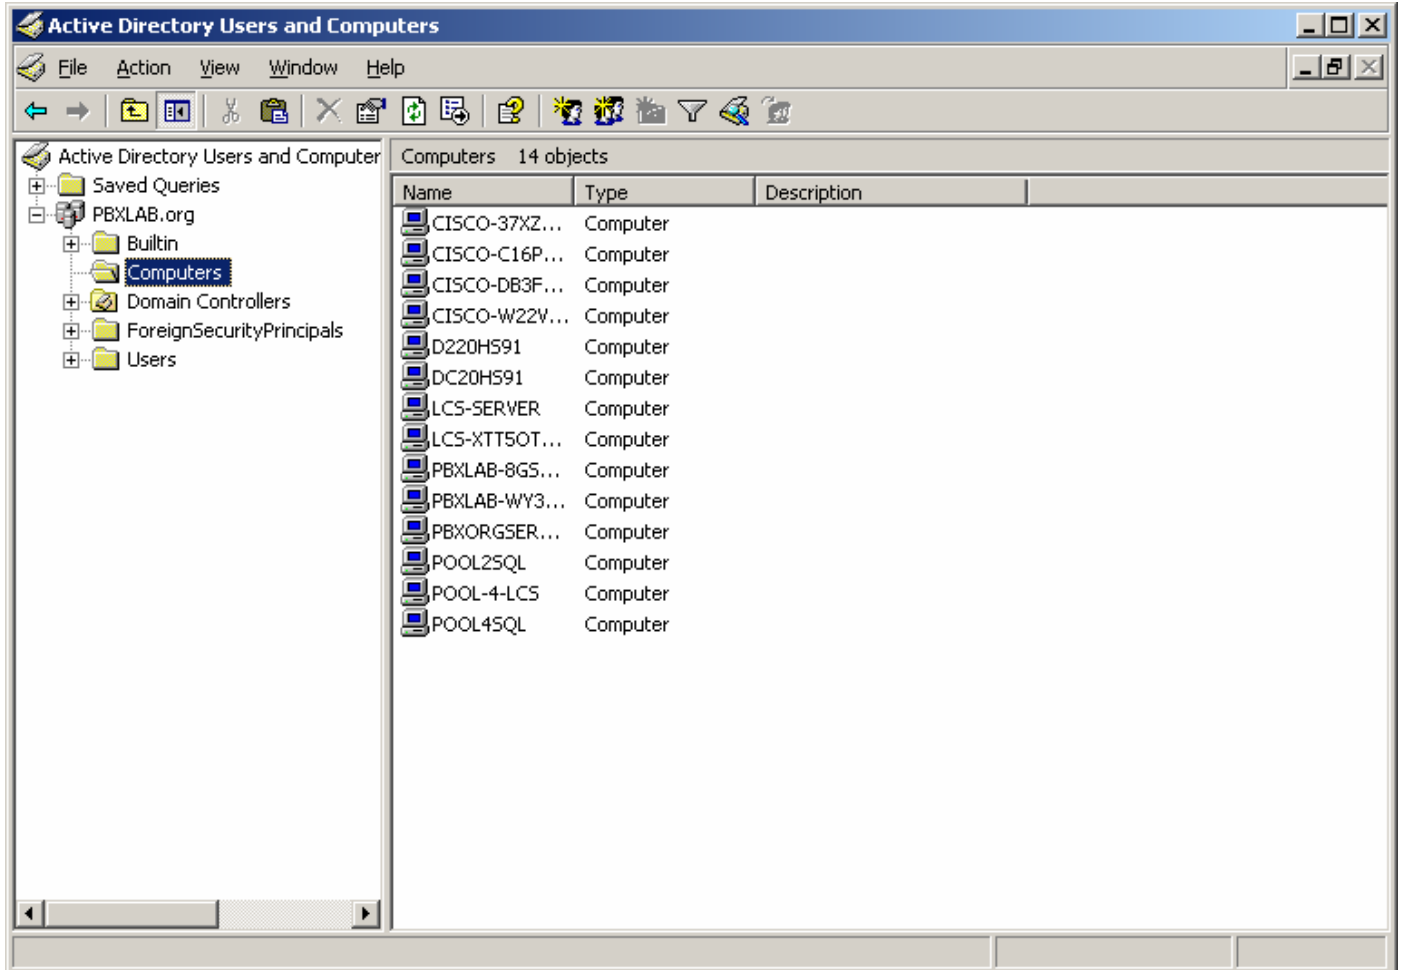 Active Directory Users and Computers
File Action View Window Help
Active Directory Users and Computer
Saved Queries
PBXLAB.org
Builtin
Computers
Domain Controllers
ForeignSecurityPrincipals
Users
Computers 14 objects
Name Type Description
CISCO-37XZ... Computer
CISCO-C16P... Computer
CISCO-DB3F... Computer
CISCO-W22V... Computer
D220HS91 Computer
DC20HS91 Computer
LCS-SERVER Computer
LCS-XTT5OT... Computer
PBXLAB-8GS... Computer
PBXLAB-WY3... Computer
PBXORGSER... Computer
POOL2SQL Computer
POOL-4-LCS Computer
POOL4SQL Computer